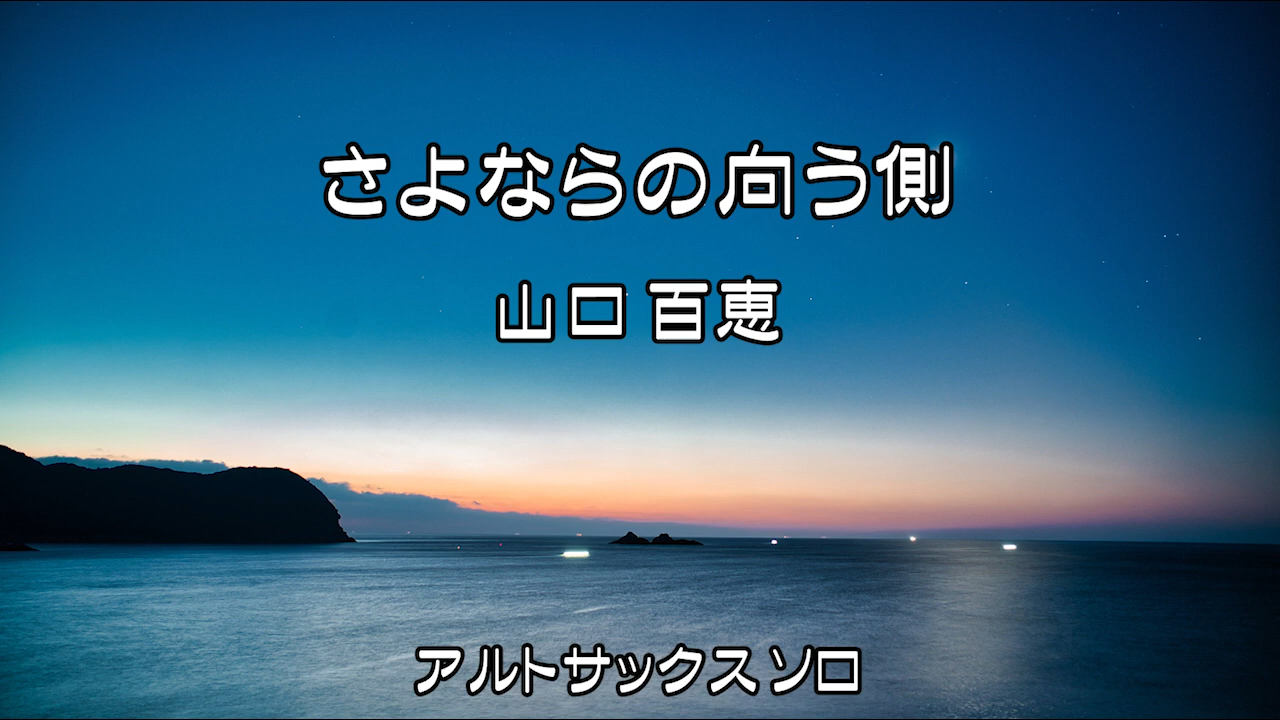 さよならの向う側
山口 百恵
アルトサックス ソロ